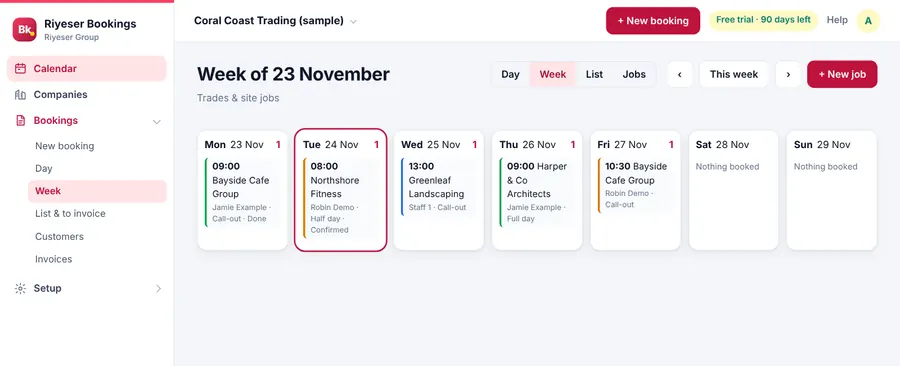 Bk
Riyeser Bookings
Riyeser Group
Calendar
Companies
Bookings
New booking
Day
Week
List & to invoice
Customers
Invoices
Setup
Coral Coast Trading (sample)
+ New booking
Free trial · 90 days left
Help
A
Week of 23 November
Trades & site jobs
Day
Week
List
Jobs
‹
This week
›
+ New job
Mon 23 Nov 1
09:00
Bayside Cafe
Group
Jamie Example ·
Call-out · Done
Tue 24 Nov 1
08:00
Northshore
Fitness
Robin Demo ·
Half day ·
Confirmed
Wed 25 Nov 1
13:00
Greenleaf
Landscaping
Staff 1 · Call-out
Thu 26 Nov 1
09:00 Harper
& Co
Architects
Jamie Example ·
Full day
Fri 27 Nov 1
10:30 Bayside
Cafe Group
Robin Demo ·
Call-out
Sat 28 Nov
Nothing booked
Sun 29 Nov
Nothing booked